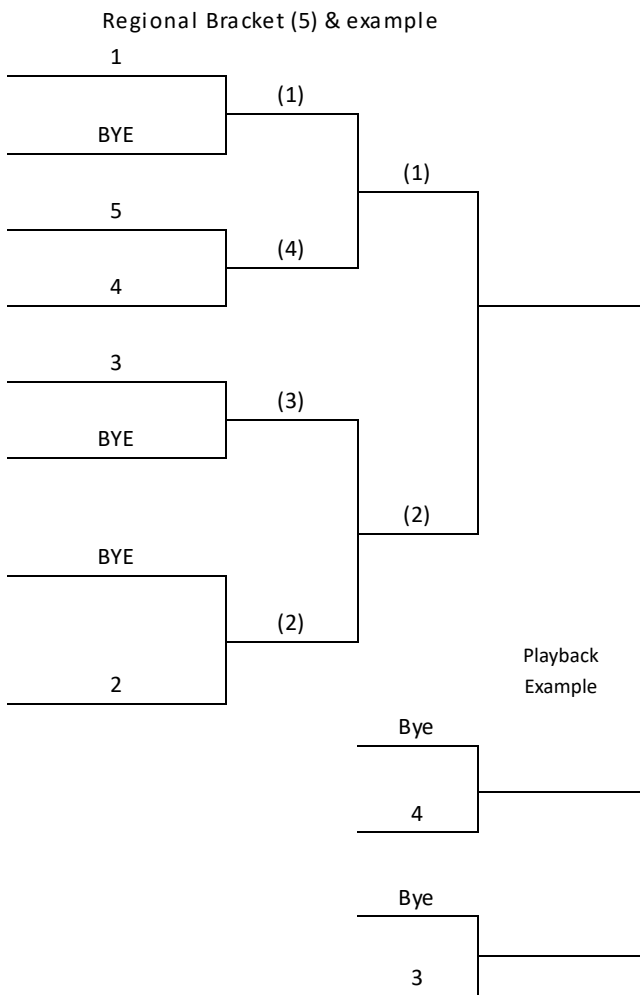 Regional Bracket (5) & example
1
(1)
BYE
(1)
5
(4)
4
3
(3)
BYE
(2)
BYE
(2)
2
Playback
Example
Bye
4
Bye
3